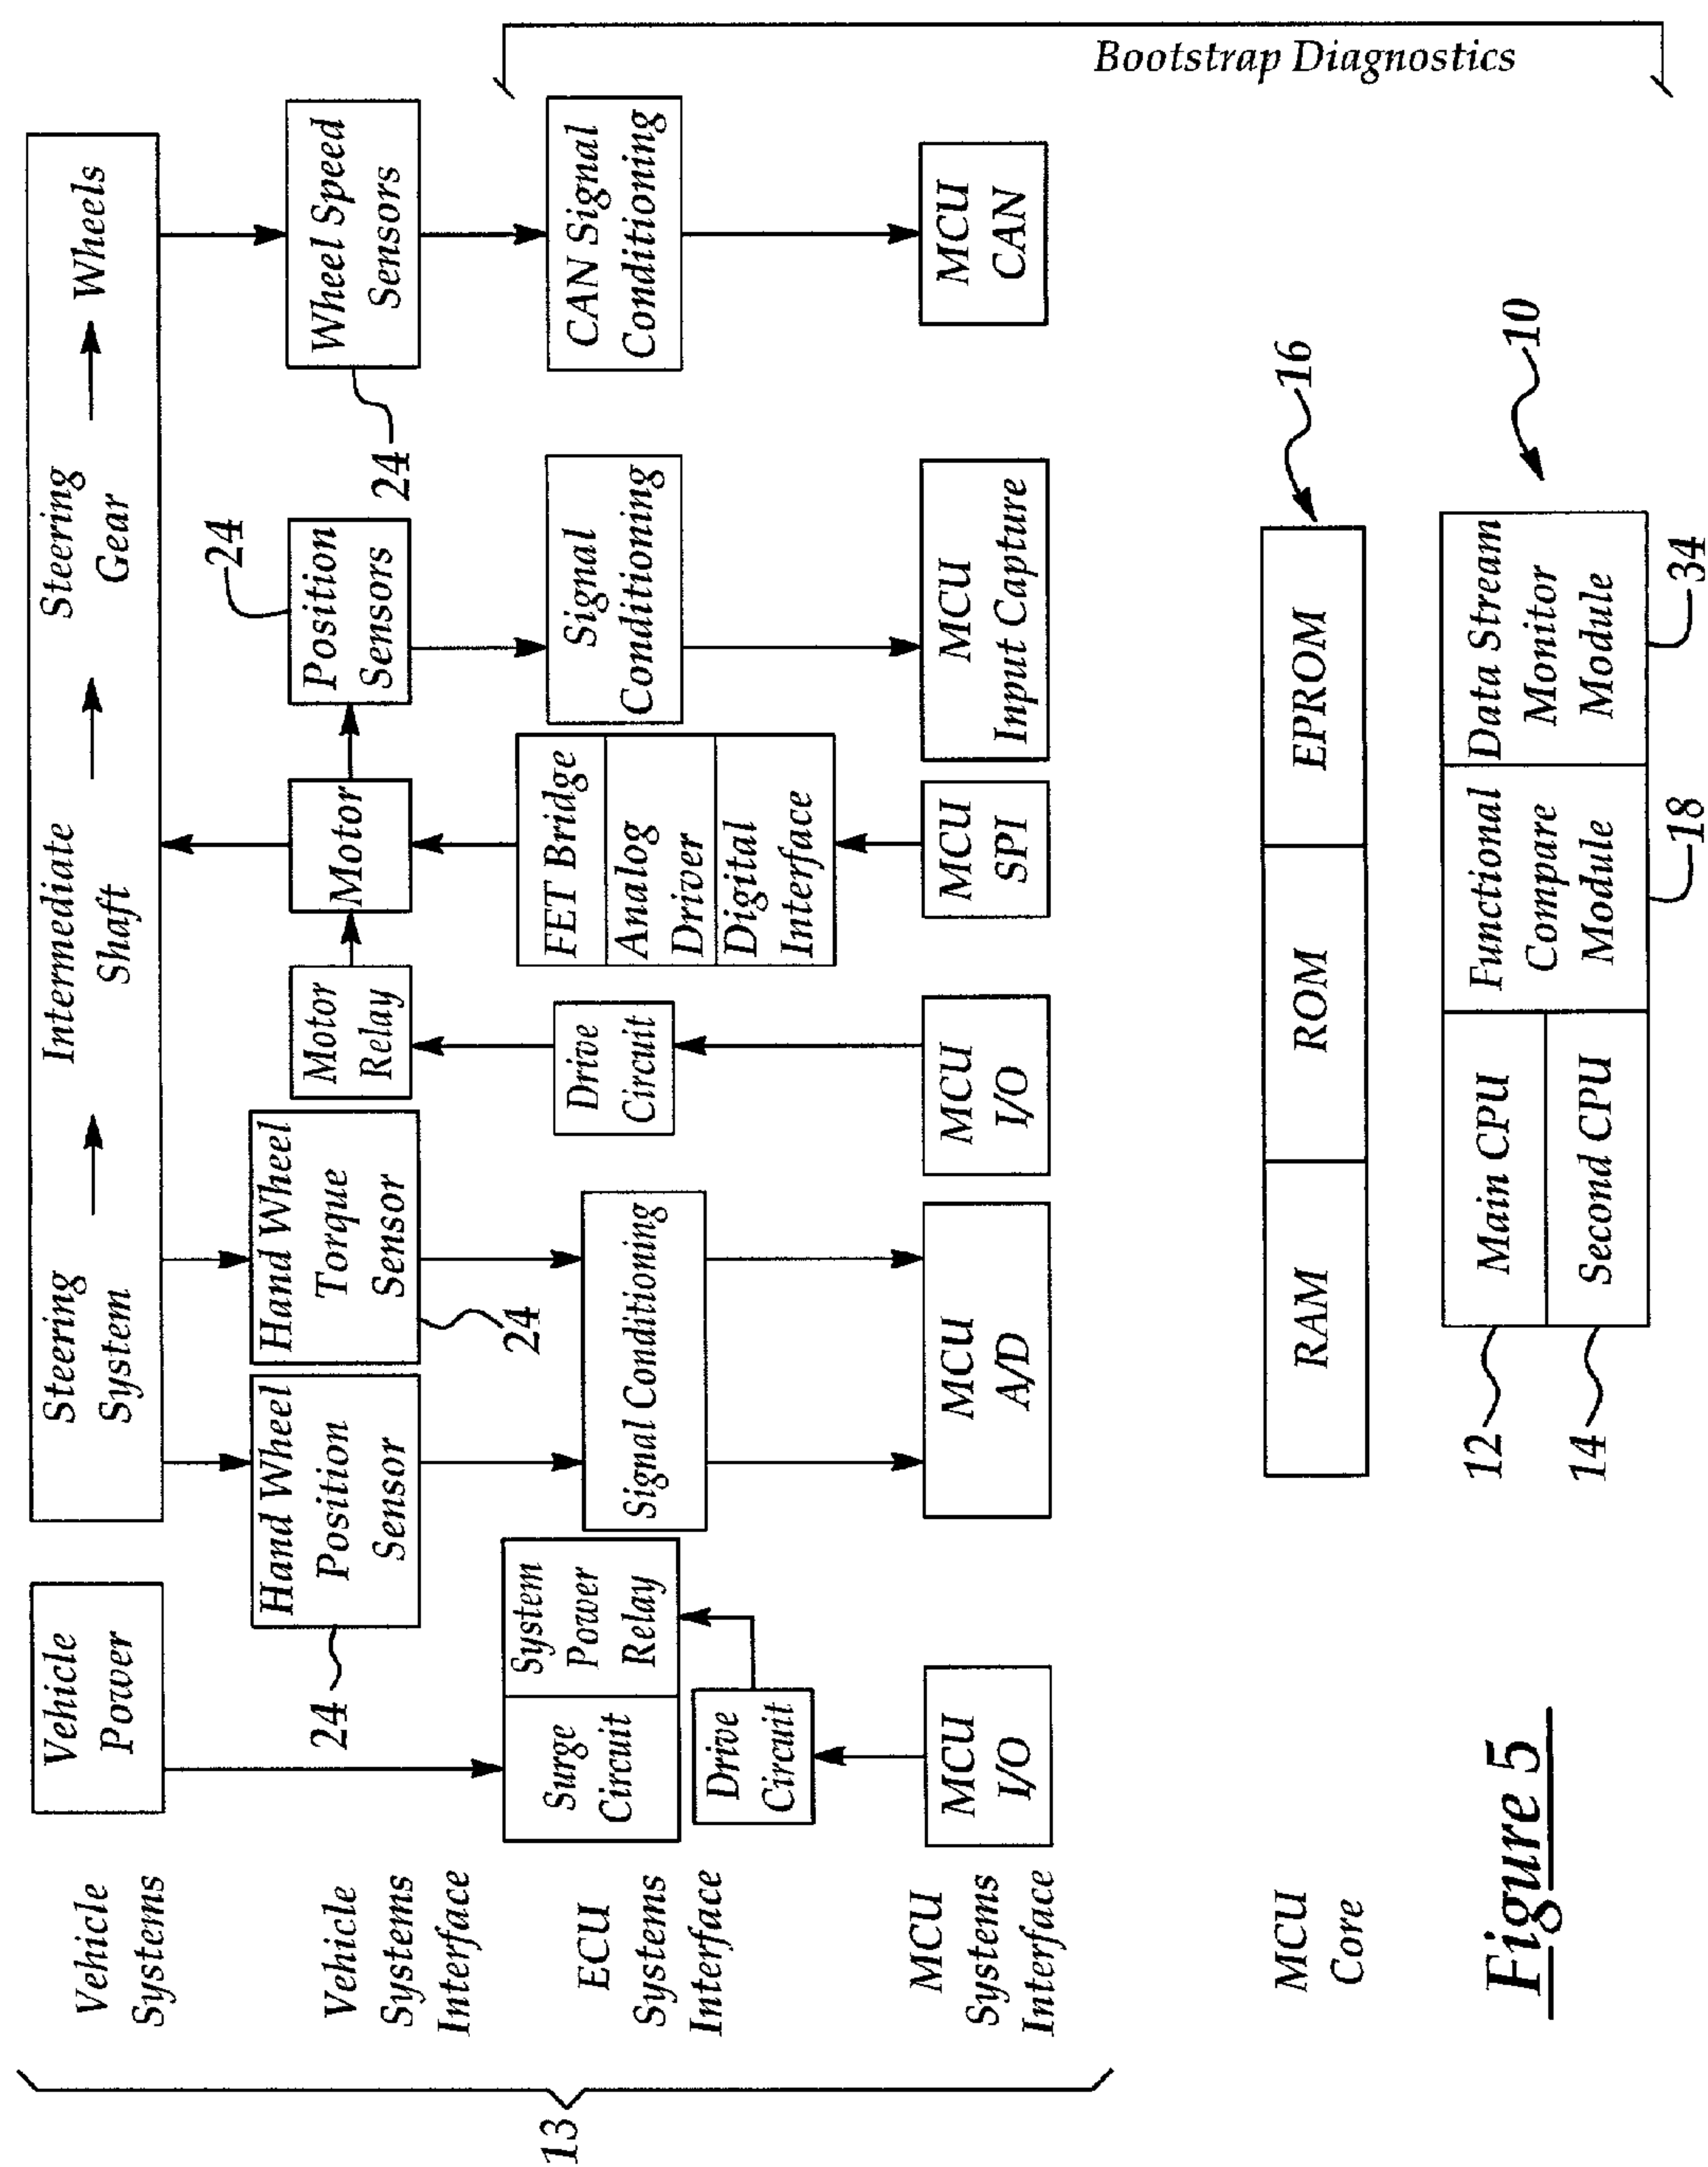 Vehicle
Systems
Vehicle
Power
Steering
System
Intermediate
Shaft
Steering
Gear
Wheels
Vehicle
Systems
Interface
24
Hand Wheel
Position
Sensor
Hand Wheel
Torque
Sensor
24
Motor
Relay
Motor
Position
Sensors
24
Wheel Speed
Sensors
24
13
ECU
Systems
Interface
Surge
Circuit
System
Power
Relay
Drive
Circuit
Signal Conditioning
Drive
Circuit
FET Bridge
Analog
Driver
Digital
Interface
Signal
Conditioning
CAN Signal
Conditioning
MCU
Systems
Interface
MCU
I/O
MCU
A/D
MCU
I/O
MCU
SPI
MCU
Input Capture
MCU
CAN
Bootstrap Diagnostics
MCU
Core
RAM
ROM
EPROM
16
12
Main CPU
14
Second CPU
Functional
Compare
Module
18
Data Stream
Monitor
Module
34
10
Figure 5